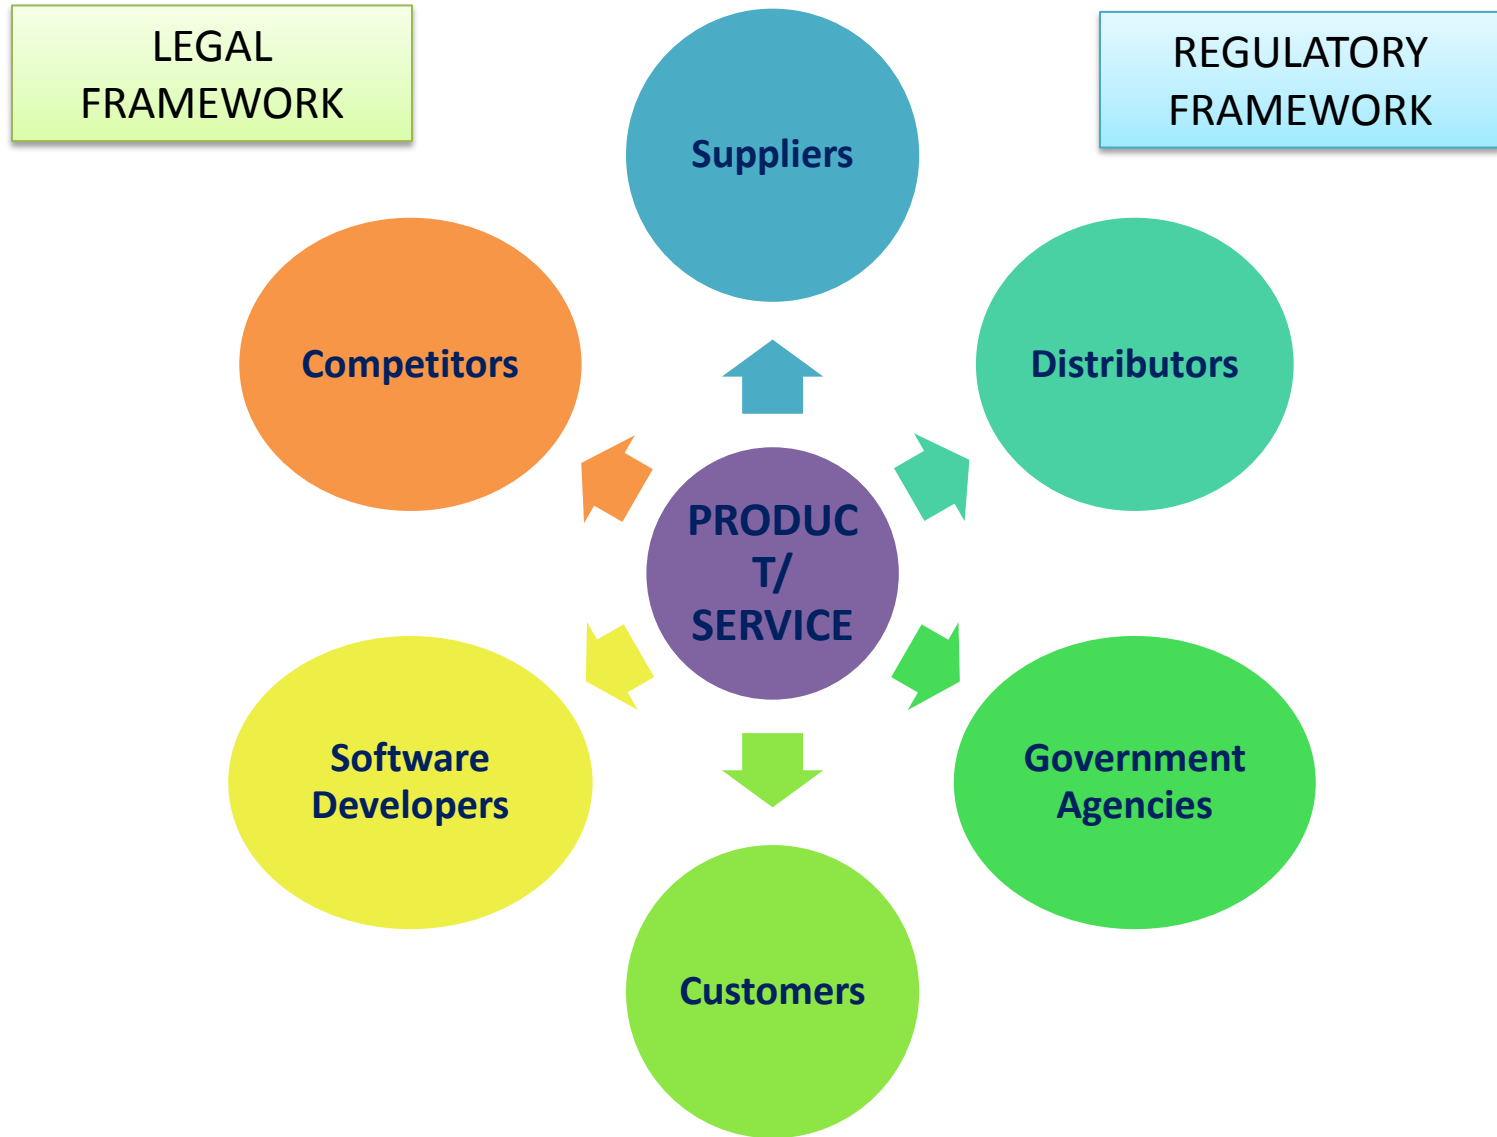 LEGAL
FRAMEWORK
REGULATORY
FRAMEWORK
Suppliers
Competitors
Distributors
PRODUC
T/
SERVICE
Software
Developers
Government
Agencies
Customers